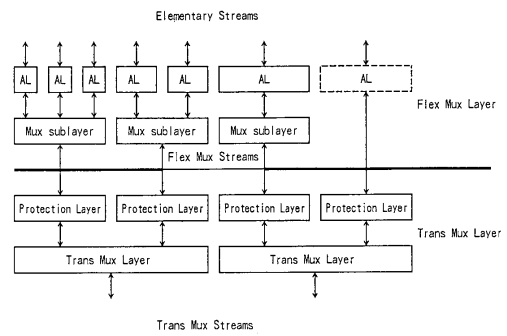 Elementary Streams
AL AL AL AL AL AL AL
Flex Mux Layer
Mux sublayer Mux sublayer Mux sublayer
Flex Mux Streams
Protection Layer Protection Layer Protection Layer Protection Layer
Trans Mux Layer
Trans Mux Layer Trans Mux Layer
Trans Mux Streams